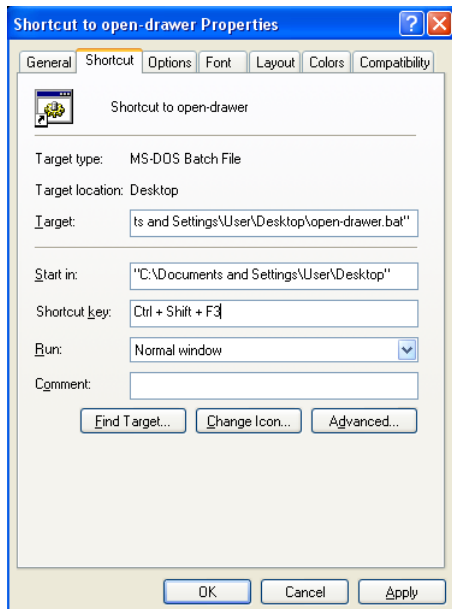 Shortcut to open-drawer Properties
General Shortcut Options Font Layout Colors Compatibility
Shortcut to open-drawer
Target type: MS-DOS Batch File
Target location: Desktop
Target: ts and Settings\User\Desktop\open-drawer.bat"
Start in: "C:\Documents and Settings\User\Desktop"
Shortcut key: Ctrl + Shift + F3
Run: Normal window
Comment:
Find Target... Change Icon... Advanced...
OK Cancel Apply